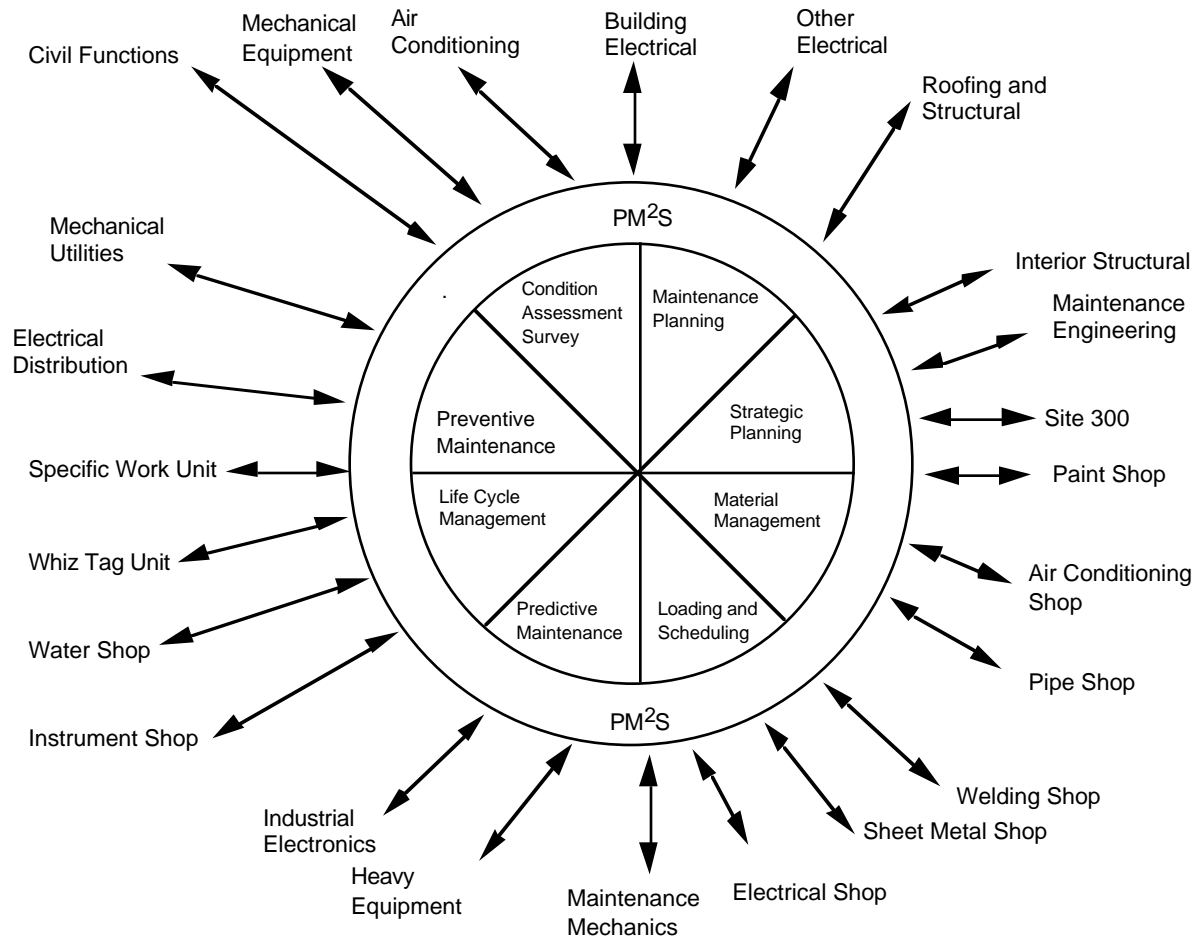 Civil Functions
Mechanical
Equipment
Air
Conditioning
Building
Electrical
Other
Electrical
Roofing and
Structural
Mechanical
Utilities
Electrical
Distribution
Specific Work Unit
Whiz Tag Unit
Water Shop
Instrument Shop
Industrial
Electronics
Heavy
Equipment
Maintenance
Mechanics
Electrical Shop
Sheet Metal Shop
Welding Shop
Pipe Shop
Air Conditioning
Shop
Paint Shop
Site 300
Maintenance
Engineering
Interior Structural
PM²S
Condition
Assessment
Survey
Maintenance
Planning
Preventive
Maintenance
Strategic
Planning
Life Cycle
Management
Material
Management
Predictive
Maintenance
Loading and
Scheduling
PM²S